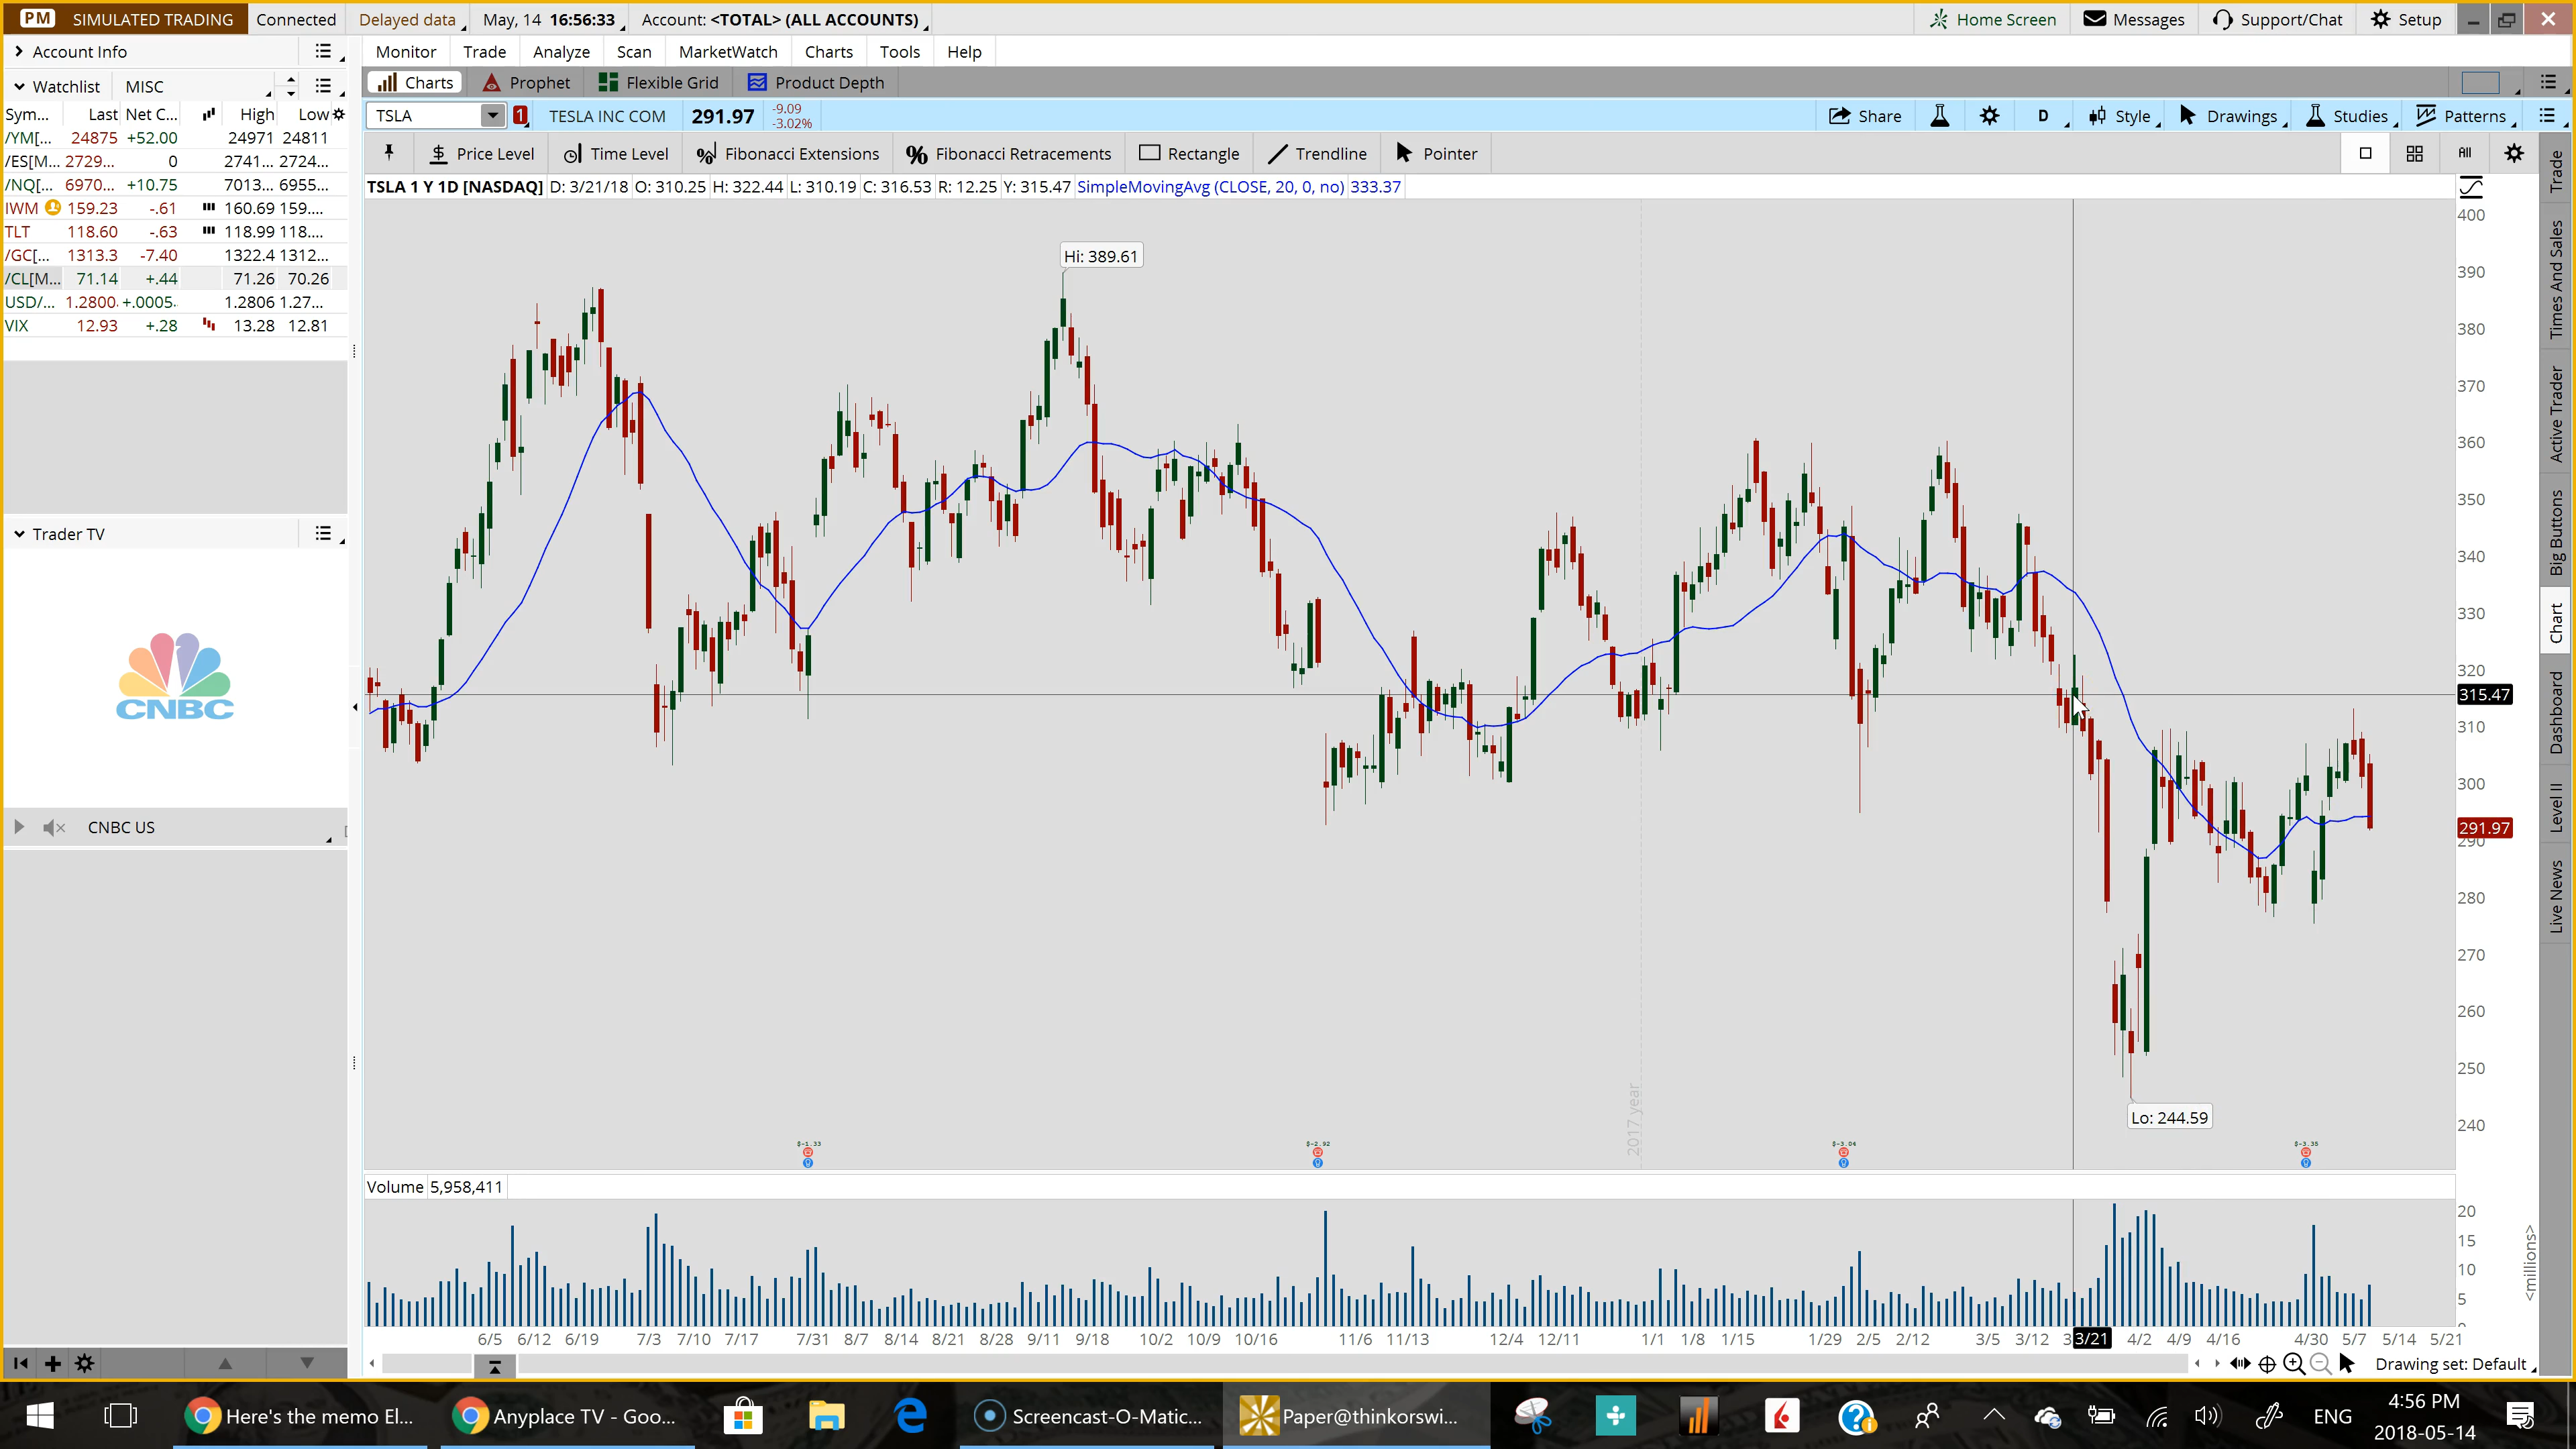 PM SIMULATED TRADING Connected Delayed data May, 14 16:56:33 Account: <TOTAL> (ALL ACCOUNTS) Home Screen Messages Support/Chat Setup
Account Info
Monitor Trade Analyze Scan MarketWatch Charts Tools Help
Watchlist MISC
Charts Prophet Flexible Grid Product Depth
Sym... Last Net C... High Low
TSLA 1 TESLA INC COM 291.97 -9.09 -3.02% Share D Style Drawings Studies Patterns
/YM[... 24875 +52.00 24971 24811
/ES[M... 2729... 0 2741... 2724...
/NQ[... 6970... +10.75 7013... 6955...
IWM 159.23 -.61 160.69 159....
TLT 118.60 -.63 118.99 118....
/GC[... 1313.3 -7.40 1322.4 1312...
/CL[M... 71.14 +.44 71.26 70.26
USD/... 1.2800 +.0005 1.2806 1.27...
VIX 12.93 +.28 13.28 12.81
$ Price Level Time Level Fibonacci Extensions Fibonacci Retracements Rectangle Trendline Pointer All
TSLA 1 Y 1D [NASDAQ] D: 3/21/18 O: 310.25 H: 322.44 L: 310.19 C: 316.53 R: 12.25 Y: 315.47 SimpleMovingAvg (CLOSE, 20, 0, no) 333.37
Hi: 389.61
Lo: 244.59
400
390
380
370
360
350
340
330
320
315.47
310
300
291.97
290
280
270
260
250
240
2017 year
$-1.33 $-2.92 $-3.04 $-3.35
Trader TV
CNBC
CNBC US
Volume 5,958,411
20
15
10
5
<millions>
6/5 6/12 6/19 7/3 7/10 7/17 7/31 8/7 8/14 8/21 8/28 9/11 9/18 10/2 10/9 10/16 11/6 11/13 12/4 12/11 1/1 1/8 1/15 1/29 2/5 2/12 3/5 3/12 3/21 4/2 4/9 4/16 4/30 5/7 5/14 5/21
Drawing set: Default
Trade
Times And Sales
Active Trader
Big Buttons
Chart
Dashboard
Level II
Live News
Here's the memo El... Anyplace TV - Goo... Screencast-O-Matic... Paper@thinkorswi... ENG
4:56 PM
2018-05-14